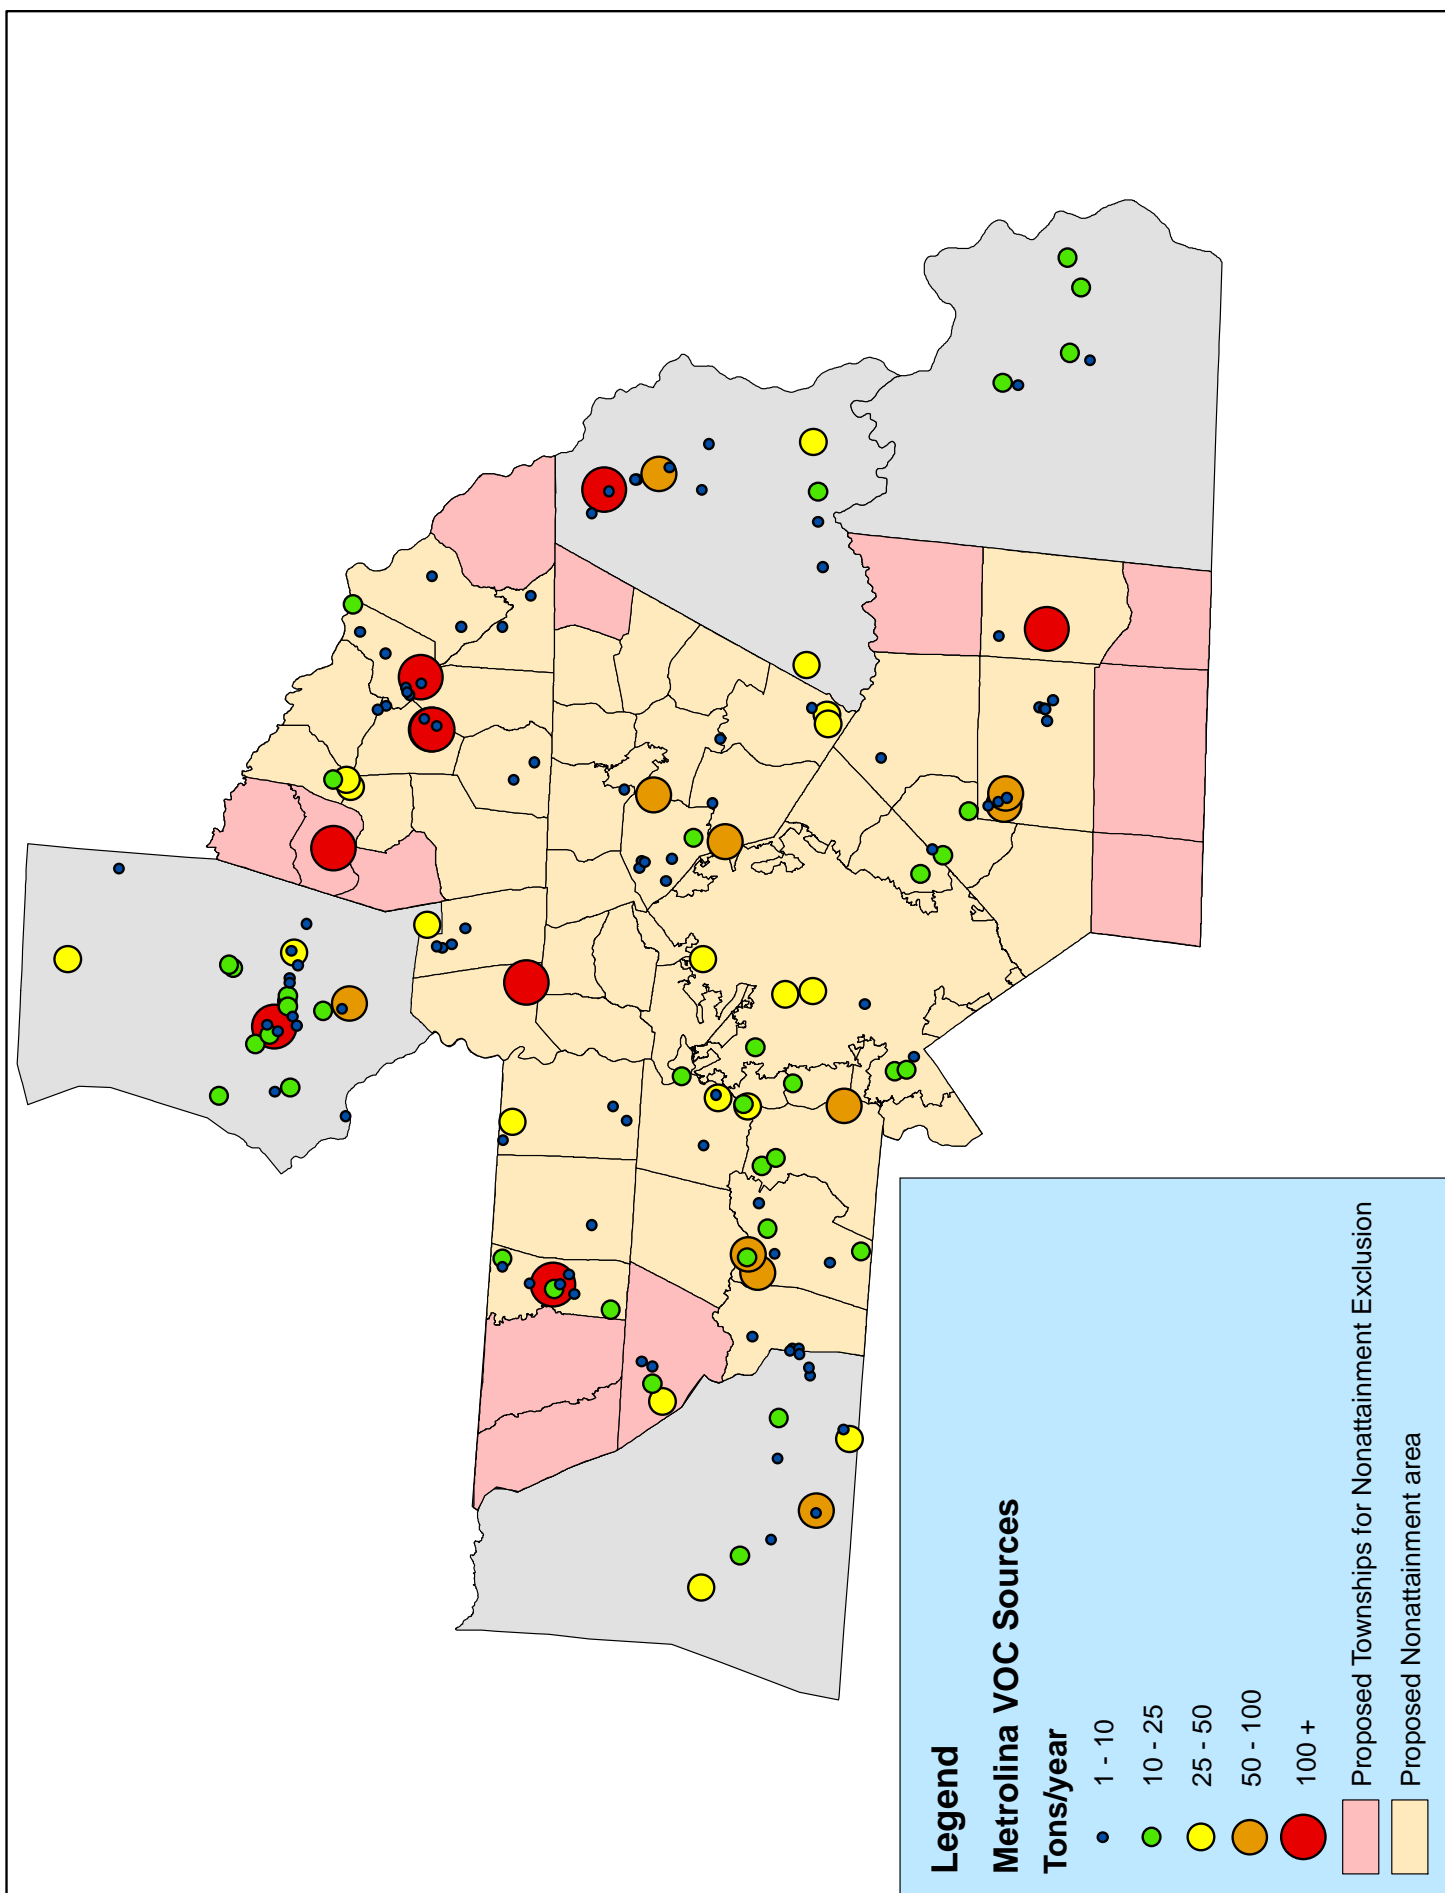 Legend
Metrolina VOC Sources
Tons/year
1 - 10
10 - 25
25 - 50
50 - 100
100 +
Proposed Townships for Nonattainment Exclusion
Proposed Nonattainment area